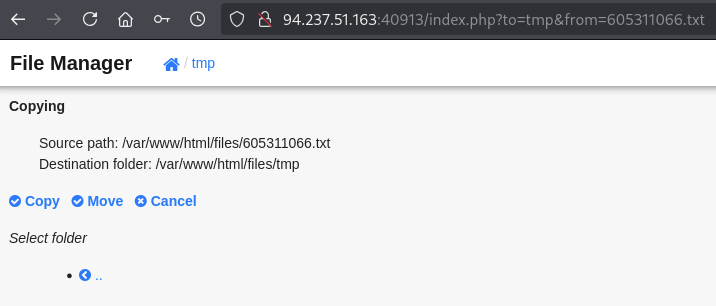 94.237.51.163:40913/index.php?to=tmp&from=605311066.txt
File Manager / tmp
Copying
Source path: /var/www/html/files/605311066.txt
Destination folder: /var/www/html/files/tmp
Copy Move Cancel
Select folder
..